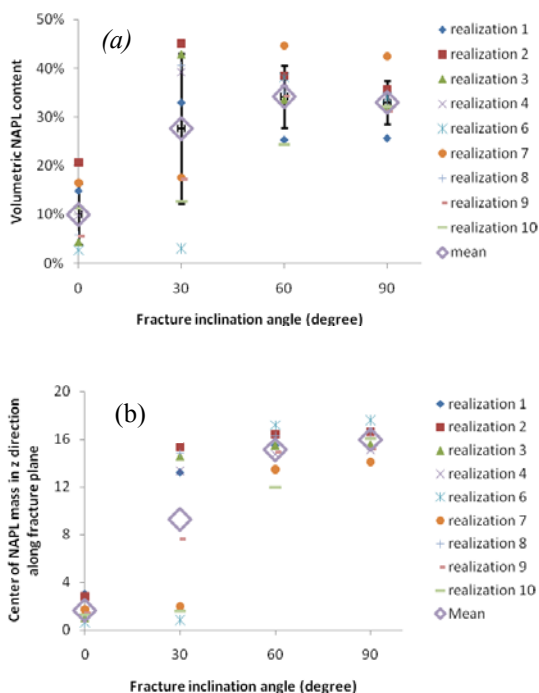 (a)
Volumetric NAPL content
50%
40%
30%
20%
10%
0%
0 30 60 90
Fracture inclination angle (degree)
realization 1
realization 2
realization 3
realization 4
realization 6
realization 7
realization 8
realization 9
realization 10
mean
(b)
Center of NAPL mass in z direction
along fracture plane
20
16
12
8
4
0
0 30 60 90
Fracture inclination angle (degree)
realization 1
realization 2
realization 3
realization 4
realization 6
realization 7
realization 8
realization 9
realization 10
Mean